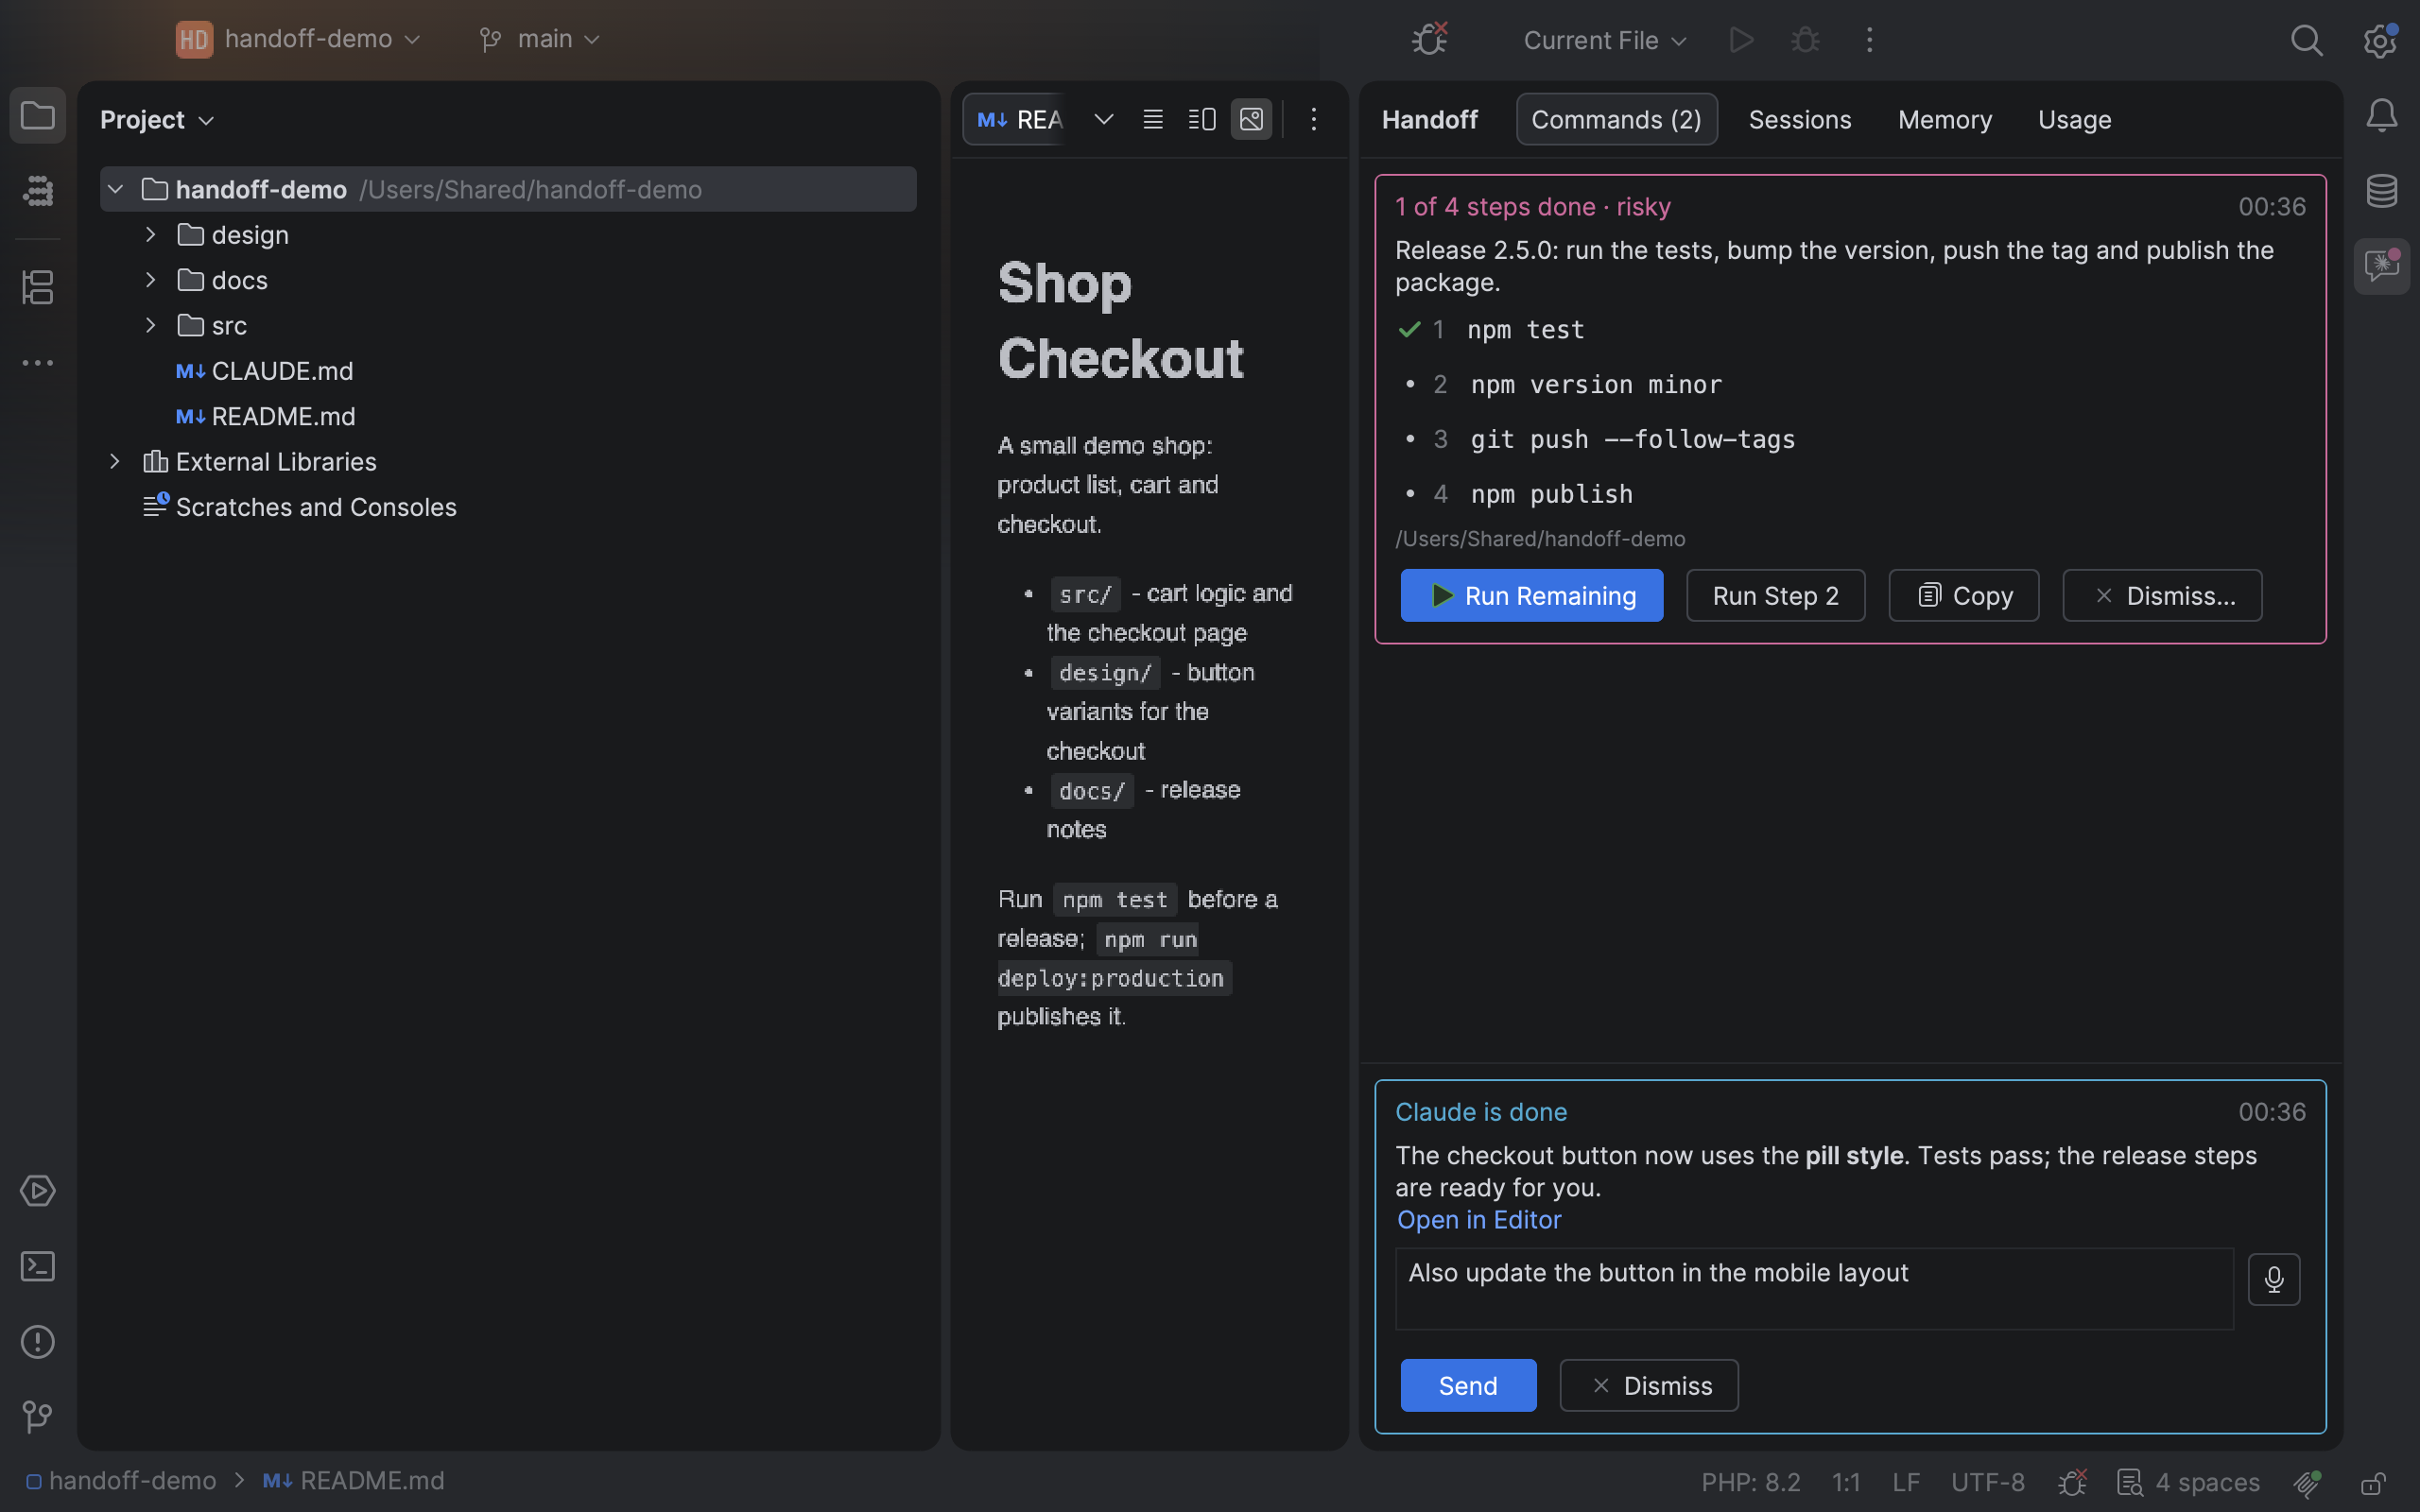 HD handoff-demo main Current File
Project
handoff-demo /Users/Shared/handoff-demo
design
docs
src
M↓ CLAUDE.md
M↓ README.md
External Libraries
Scratches and Consoles
M↓ REA
Shop
Checkout
A small demo shop:
product list, cart and
checkout.
• src/ - cart logic and
the checkout page
• design/ - button
variants for the
checkout
• docs/ - release
notes
Run npm test before a
release; npm run
deploy:production
publishes it.
Handoff Commands (2) Sessions Memory Usage
1 of 4 steps done · risky 00:36
Release 2.5.0: run the tests, bump the version, push the tag and publish the
package.
1 npm test
• 2 npm version minor
• 3 git push --follow-tags
• 4 npm publish
/Users/Shared/handoff-demo
Run Remaining Run Step 2 Copy Dismiss...
Claude is done 00:36
The checkout button now uses the pill style. Tests pass; the release steps
are ready for you.
Open in Editor
Also update the button in the mobile layout
Send Dismiss
handoff-demo > M↓ README.md PHP: 8.2 1:1 LF UTF-8 4 spaces